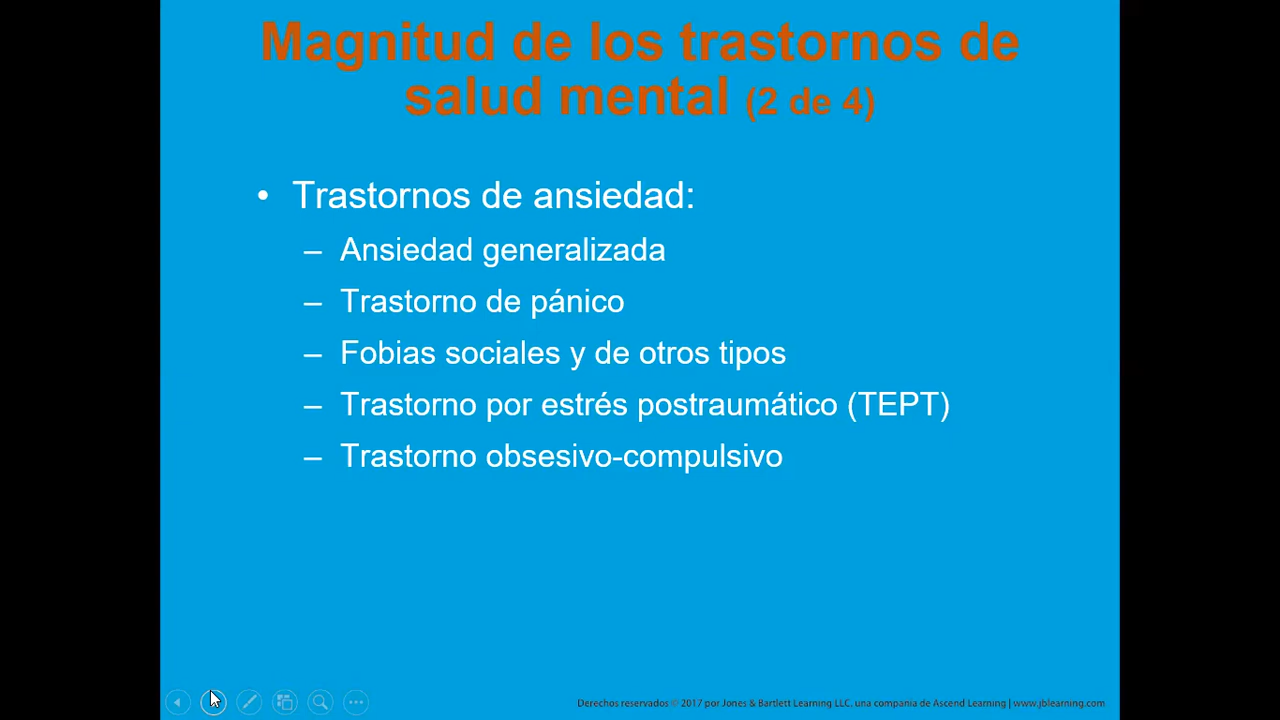 Magnitud de los trastornos de
salud mental (2 de 4)
• Trastornos de ansiedad:
– Ansiedad generalizada
– Trastorno de pánico
– Fobias sociales y de otros tipos
– Trastorno por estrés postraumático (TEPT)
– Trastorno obsesivo-compulsivo
Derechos reservados © 2017 por Jones & Bartlett Learning LLC, una compañía de Ascend Learning | www.jblearning.com